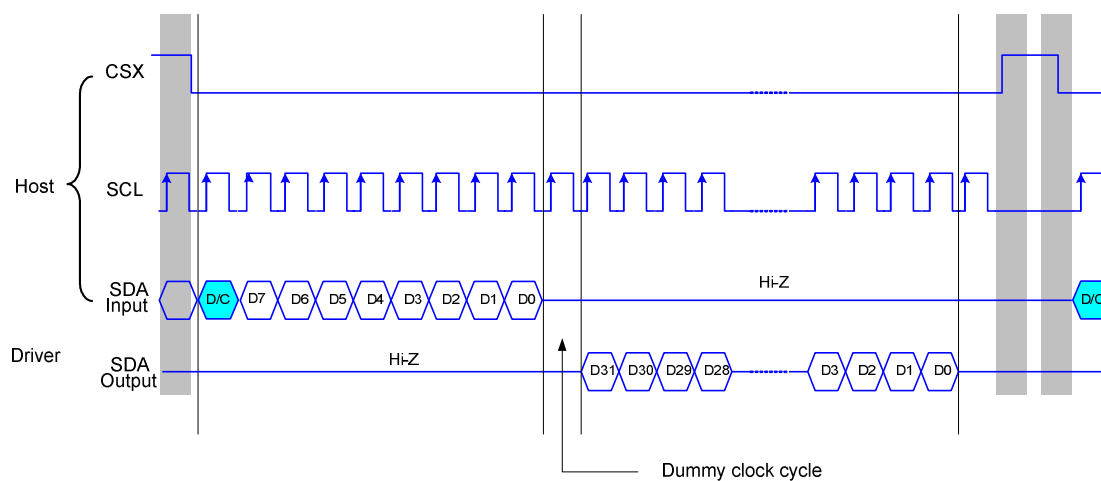 CSX
Host
SCL
SDA
Input
D/C D7 D6 D5 D4 D3 D2 D1 D0
Hi-Z
D/C
Driver
SDA
Output
Hi-Z
D31 D30 D29 D28
D3 D2 D1 D0
Dummy clock cycle